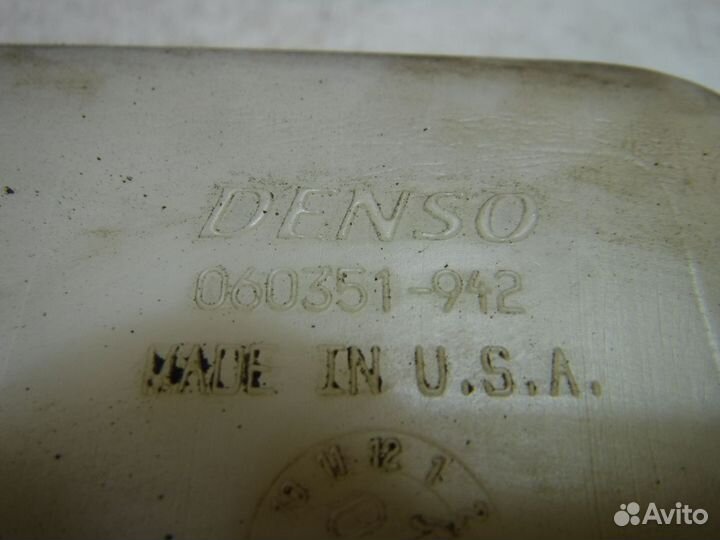 DENSO
060351-942
MADE IN U.S.A.
11 12 1
Avito